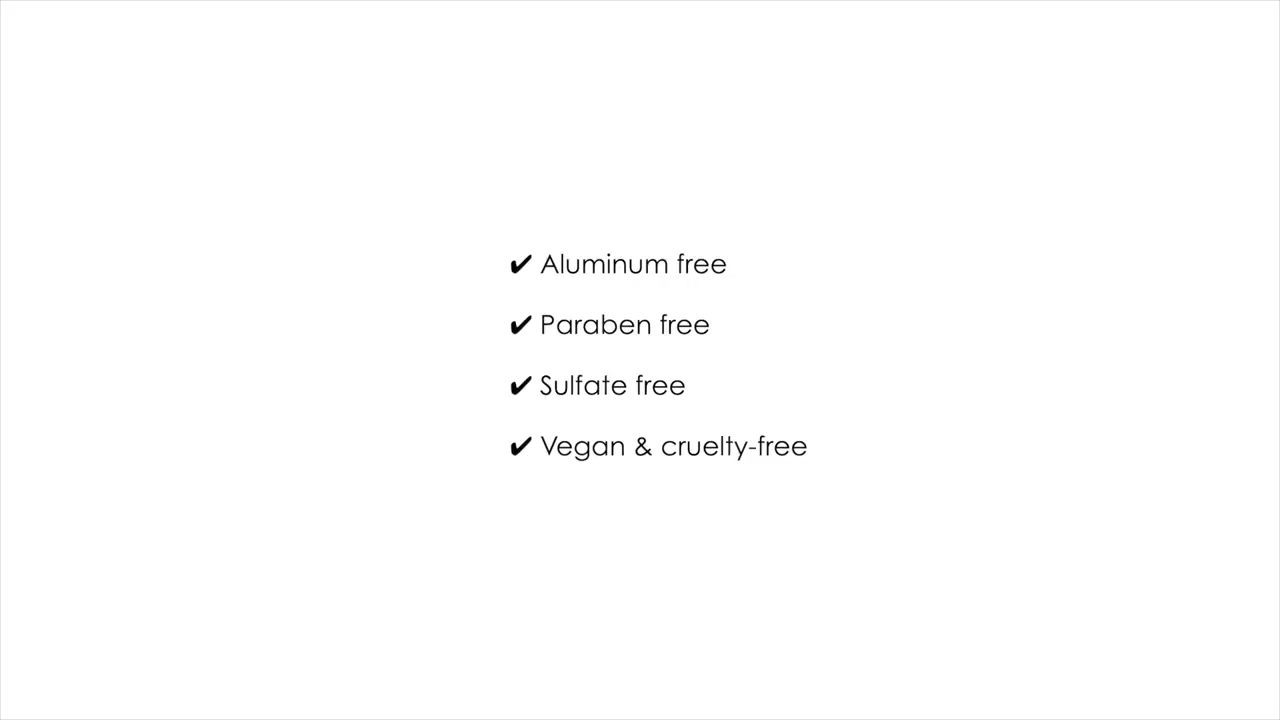 ✔ Aluminum free
✔ Paraben free
✔ Sulfate free
✔ Vegan & cruelty-free